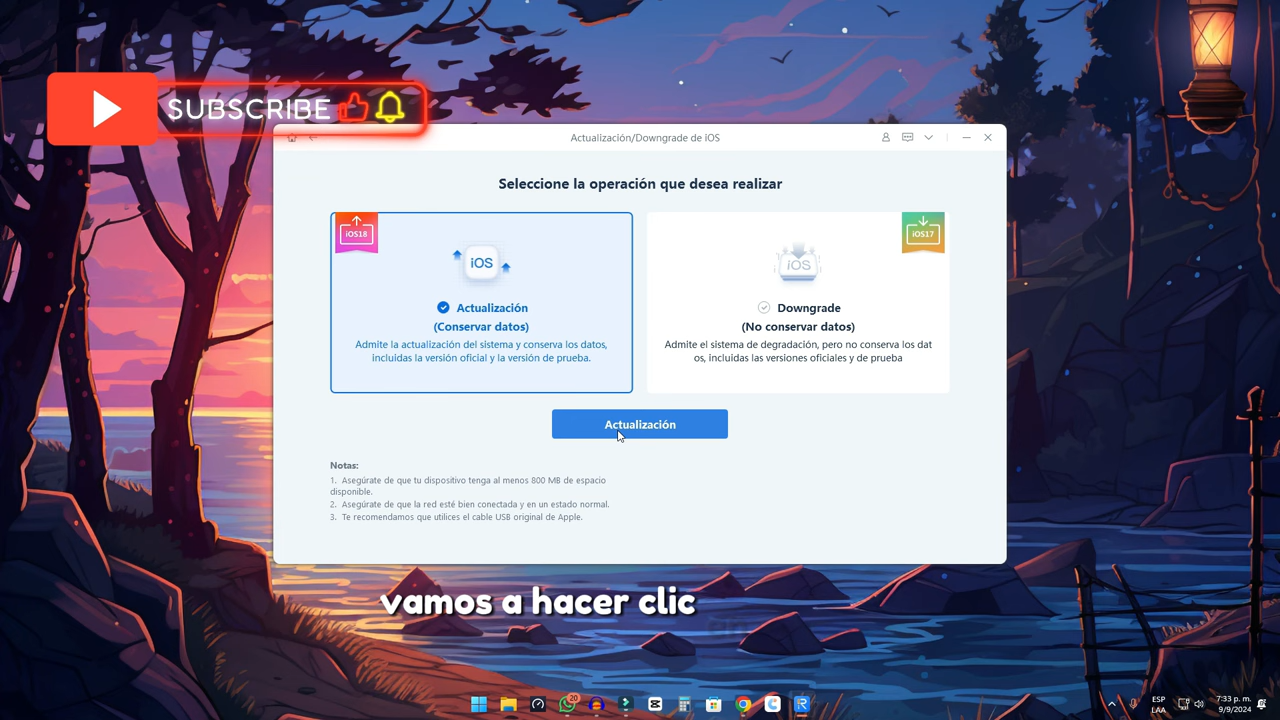 SUBSCRIBE
Actualización/Downgrade de iOS
Seleccione la operación que desea realizar
iOS18
iOS
Actualización
(Conservar datos)
Admite la actualización del sistema y conserva los datos,
incluidas la versión oficial y la versión de prueba.
iOS17
iOS
Downgrade
(No conservar datos)
Admite el sistema de degradación, pero no conserva los dat
os, incluidas las versiones oficiales y de prueba
Actualización
Notas:
1. Asegúrate de que tu dispositivo tenga al menos 800 MB de espacio
disponible.
2. Asegúrate de que la red esté bien conectada y en un estado normal.
3. Te recomendamos que utilices el cable USB original de Apple.
vamos a hacer clic
20
ESP
LAA
7:33 p. m.
9/9/2024